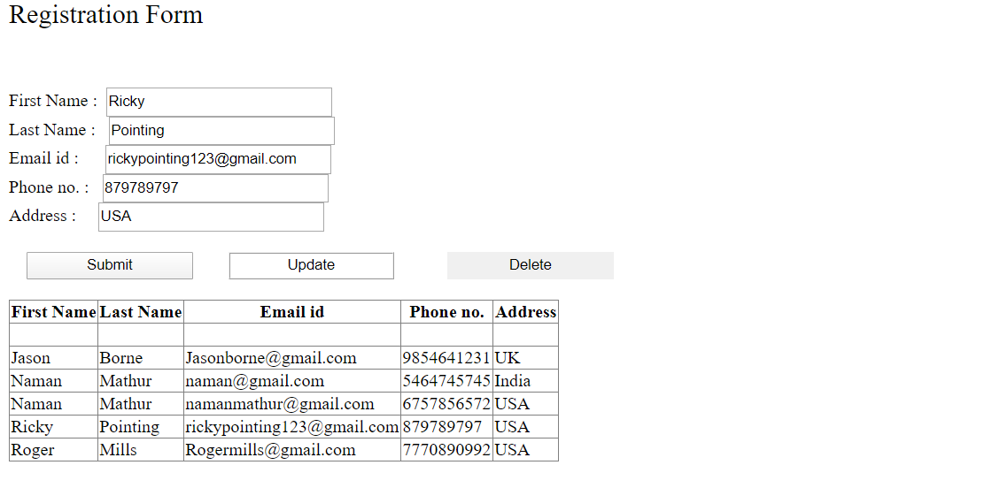 Registration Form
First Name : Ricky
Last Name : Pointing
Email id : rickypointing123@gmail.com
Phone no. : 879789797
Address : USA
Submit Update Delete
First Name Last Name Email id Phone no. Address
Jason Borne Jasonborne@gmail.com 9854641231 UK
Naman Mathur naman@gmail.com 5464745745 India
Naman Mathur namanmathur@gmail.com 6757856572 USA
Ricky Pointing rickypointing123@gmail.com 879789797 USA
Roger Mills Rogermills@gmail.com 7770890992 USA